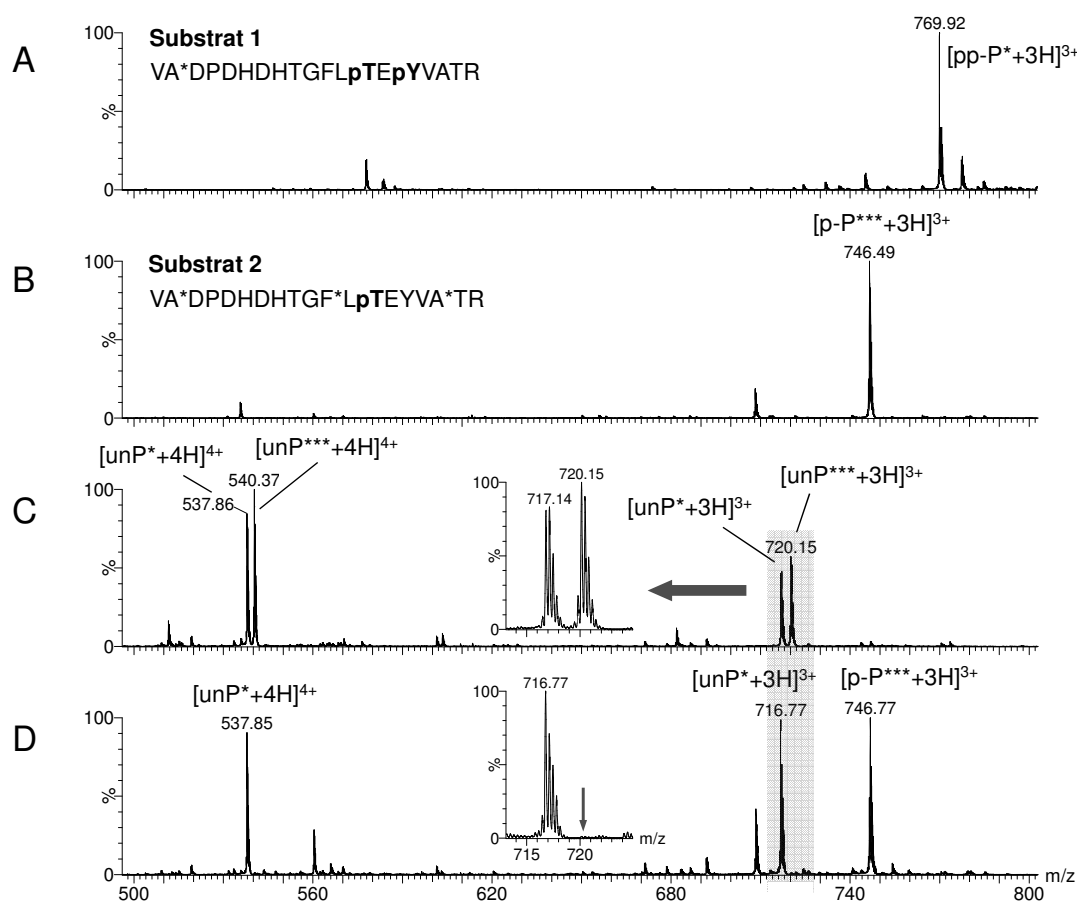 A
100
%
0
Substrat 1
VA*DPDHDHTGFLpTEpYVATR
769.92
[pp-P*+3H]3+
B
100
%
0
Substrat 2
VA*DPDHDHTGF*LpTEYVA*TR
[p-P***+3H]3+
746.49
C
100
%
0
[unP*+4H]4+
[unP***+4H]4+
537.86
540.37
100
%
0
717.14
720.15
[unP*+3H]3+
[unP***+3H]3+
720.15
D
100
%
0
[unP*+4H]4+
537.85
100
%
0
716.77
m/z
715
720
[unP*+3H]3+
716.77
[p-P***+3H]3+
746.77
500
560
620
680
740
800
m/z